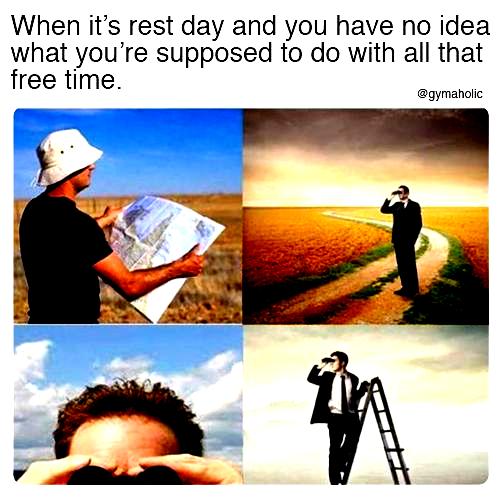 When it's rest day and you have no idea
what you're supposed to do with all that
free time.
@gymaholic